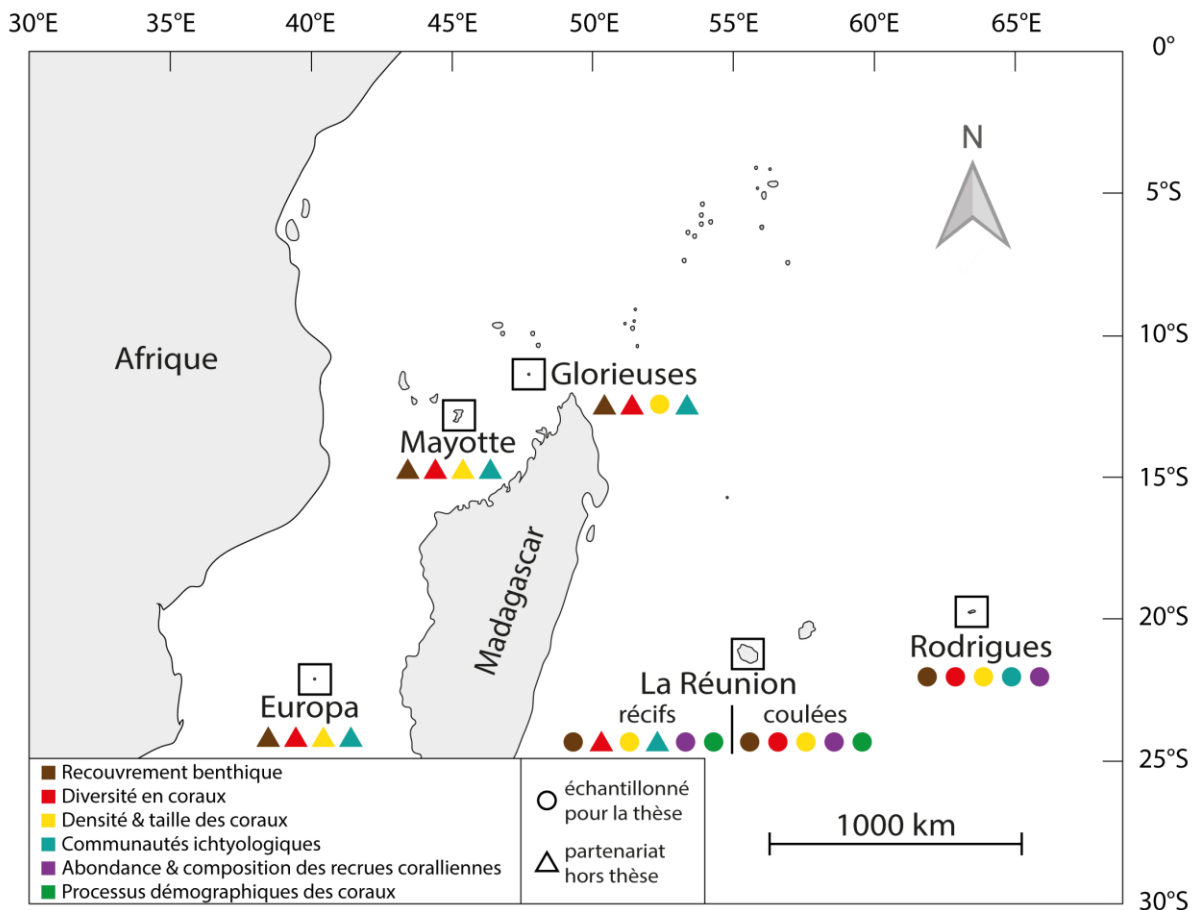 30°E 35°E 40°E 45°E 50°E 55°E 60°E 65°E
0°
N
5°S
10°S
Afrique
Glorieuses
Mayotte
15°S
Madagascar
20°S
Rodrigues
La Réunion
Europa
récifs coulées
25°S
Recouvrement benthique
Diversité en coraux
Densité & taille des coraux
Communautés ichtyologiques
Abondance & composition des recrues coralliennes
Processus démographiques des coraux
échantillonné
pour la thèse
partenariat
hors thèse
1000 km
30°S